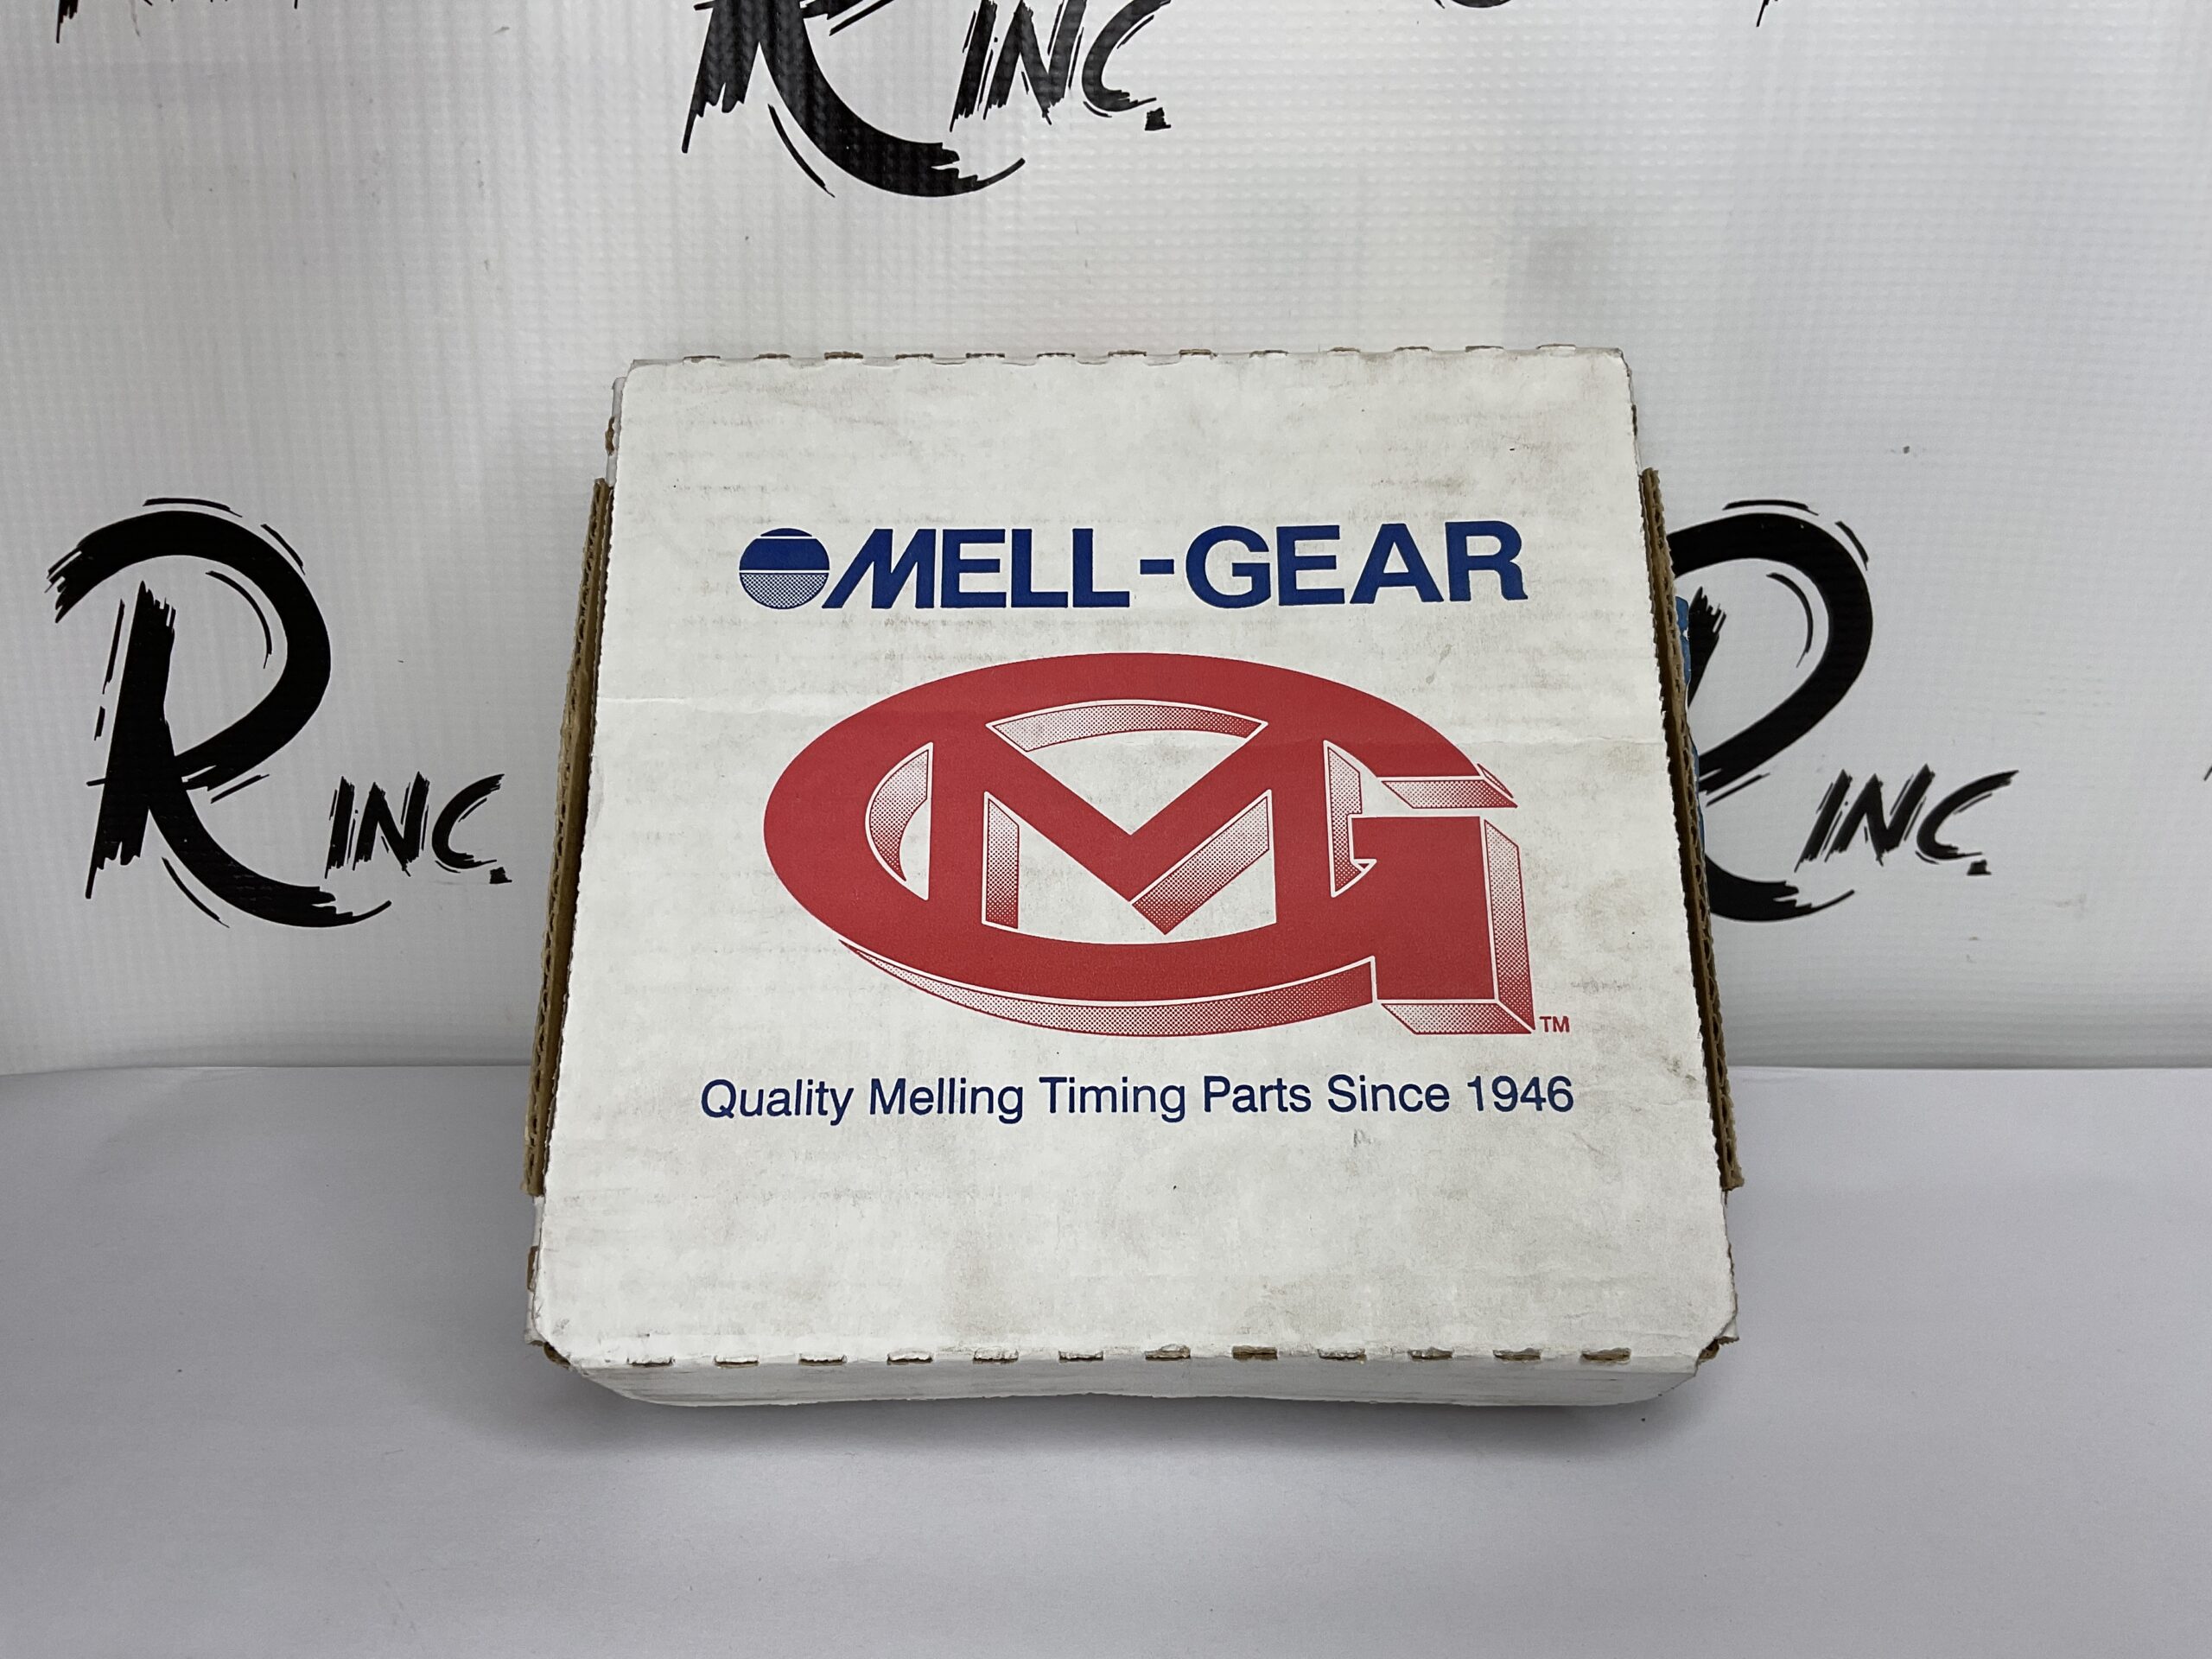 R INC.
MELL-GEAR
MG
TM
Quality Melling Timing Parts Since 1946
R INC.
R INC.